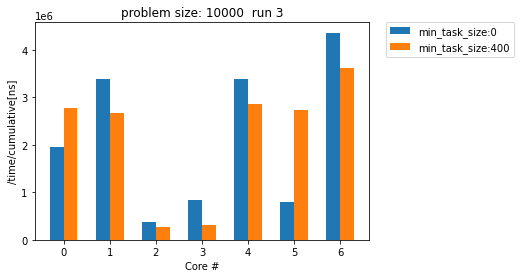 problem size: 10000  run 3
1e6
min_task_size:0
min_task_size:400
/time/cumulative[ns]
4
3
2
1
0
0 1 2 3 4 5 6
Core #